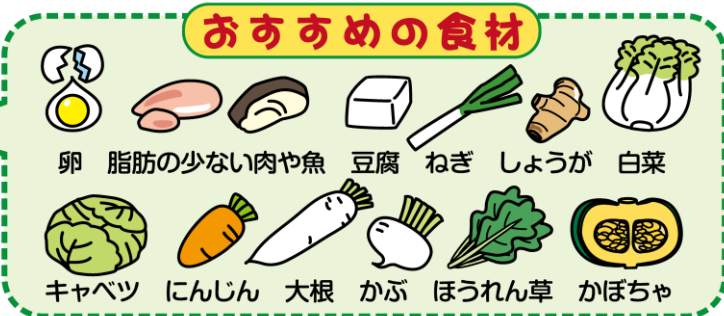 おすすめの食材
卵 脂肪の少ない肉や魚 豆腐 ねぎ しょうが 白菜
キャベツ にんじん 大根 かぶ ほうれん草 かぼちゃ